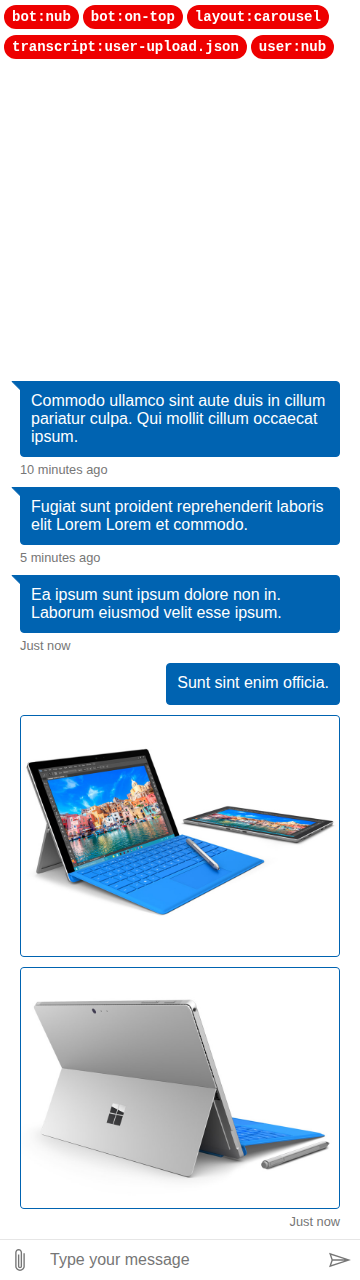 bot:nub bot:on-top layout:carousel
transcript:user-upload.json user:nub
Commodo ullamco sint aute duis in cillum
pariatur culpa. Qui mollit cillum occaecat
ipsum.
10 minutes ago
Fugiat sunt proident reprehenderit laboris
elit Lorem Lorem et commodo.
5 minutes ago
Ea ipsum sunt ipsum dolore non in.
Laborum eiusmod velit esse ipsum.
Just now
Sunt sint enim officia.
Just now
Type your message